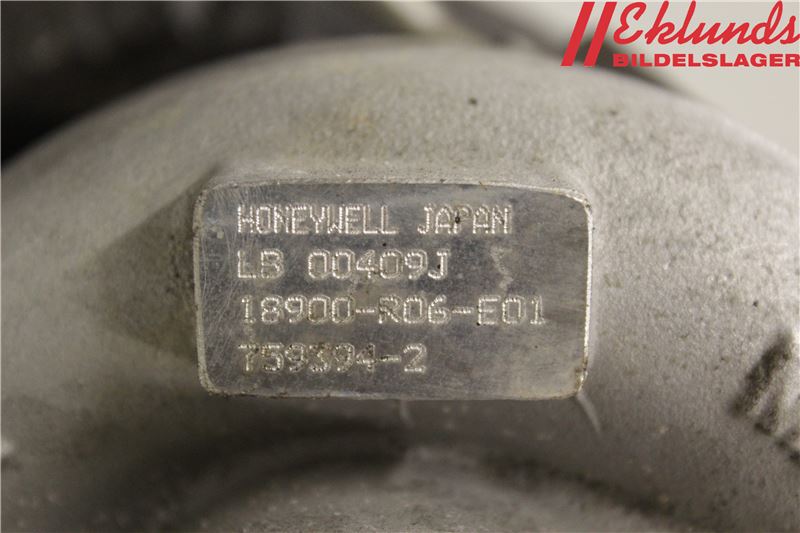 Eklunds
BILDELSLAGER
HONEYWELL JAPAN
LB 00409J
18900-R06-E01
759394-2